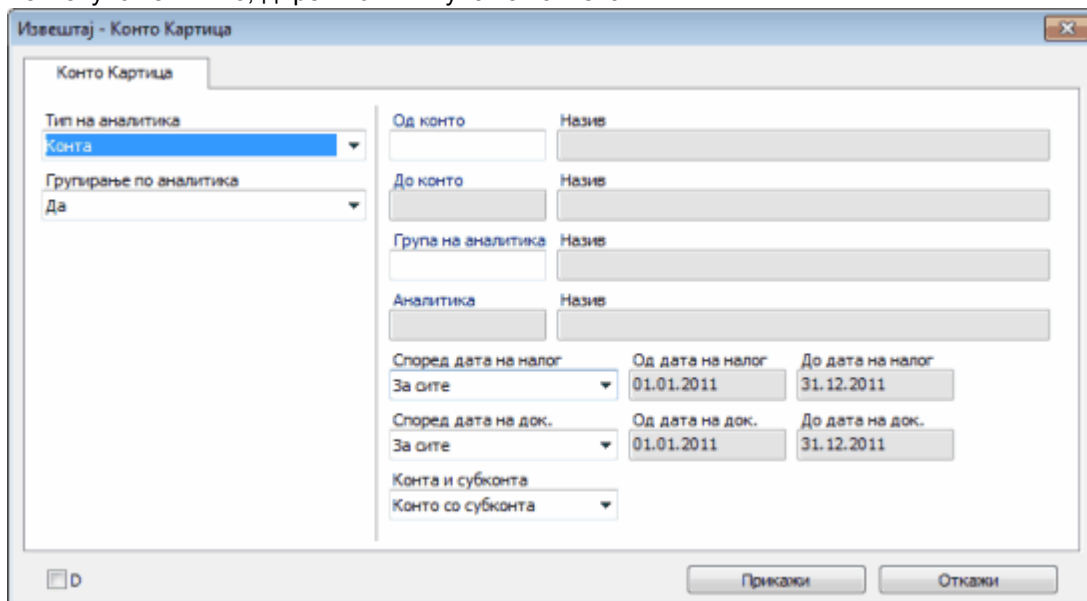 Извештај - Конто Картица
Конто Картица
Тип на аналитика
Конта
Групирање по аналитика
Да
Од конто Назив
До конто Назив
Група на аналитика Назив
Аналитика Назив
Според дата на налог Од дата на налог До дата на налог
За сите 01.01.2011 31.12.2011
Според дата на док. Од дата на док. До дата на док.
За сите 01.01.2011 31.12.2011
Конта и субконта
Конто со субконта
D Прикажи Откажи